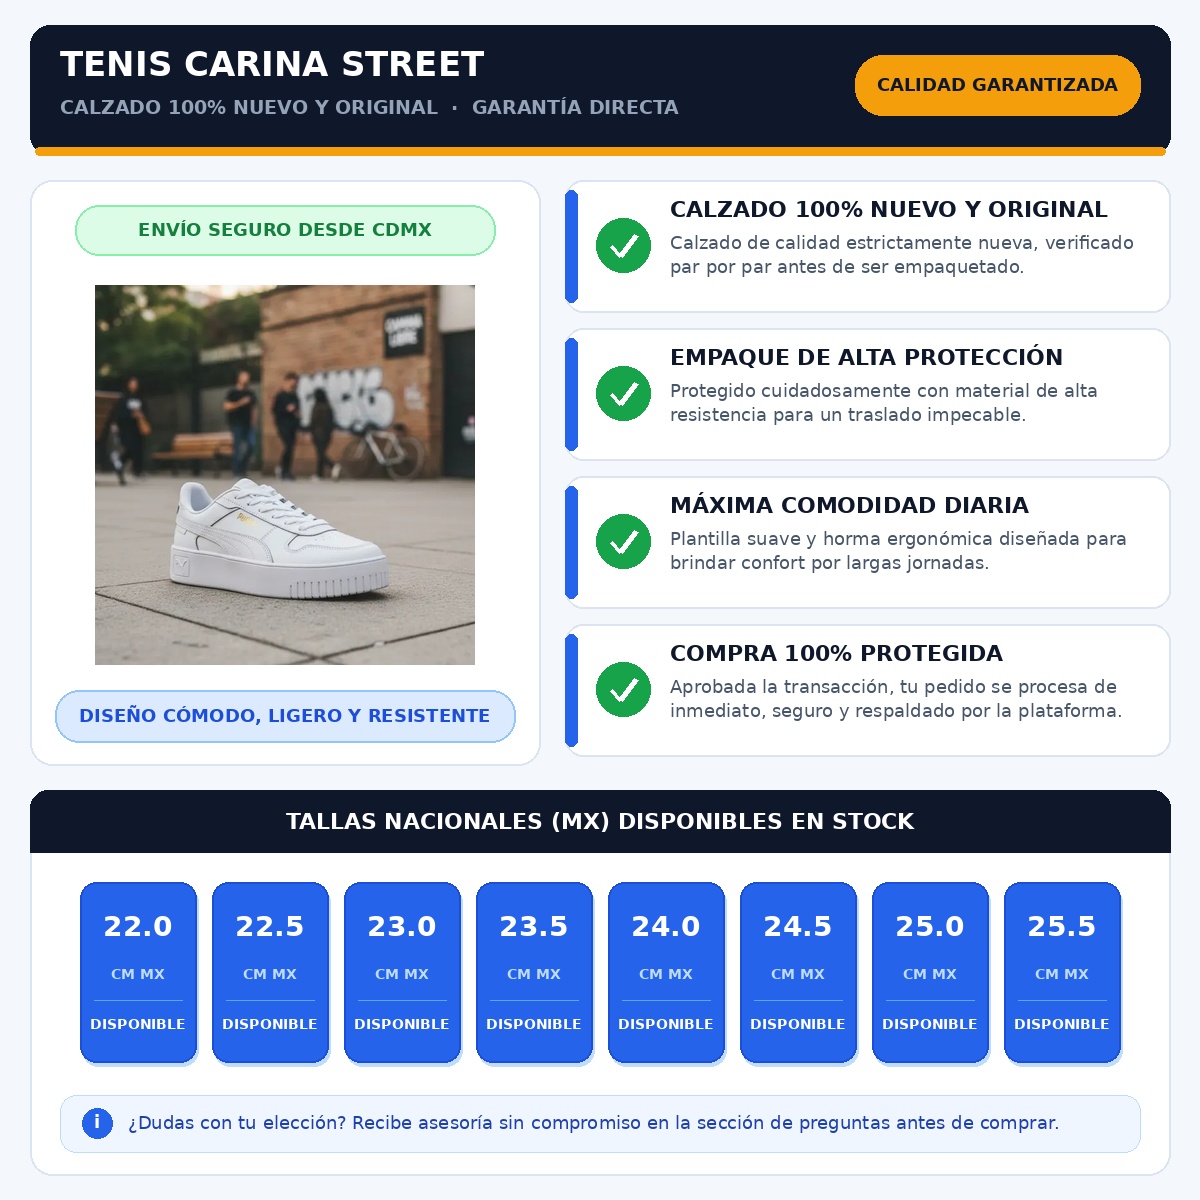 TENIS CARINA STREET
CALZADO 100% NUEVO Y ORIGINAL · GARANTÍA DIRECTA
CALIDAD GARANTIZADA
ENVÍO SEGURO DESDE CDMX
DISEÑO CÓMODO, LIGERO Y RESISTENTE
CALZADO 100% NUEVO Y ORIGINAL
Calzado de calidad estrictamente nueva, verificado
par por par antes de ser empaquetado.
EMPAQUE DE ALTA PROTECCIÓN
Protegido cuidadosamente con material de alta
resistencia para un traslado impecable.
MÁXIMA COMODIDAD DIARIA
Plantilla suave y horma ergonómica diseñada para
brindar confort por largas jornadas.
COMPRA 100% PROTEGIDA
Aprobada la transacción, tu pedido se procesa de
inmediato, seguro y respaldado por la plataforma.
TALLAS NACIONALES (MX) DISPONIBLES EN STOCK
22.0 22.5 23.0 23.5 24.0 24.5 25.0 25.5
CM MX CM MX CM MX CM MX CM MX CM MX CM MX CM MX
DISPONIBLE DISPONIBLE DISPONIBLE DISPONIBLE DISPONIBLE DISPONIBLE DISPONIBLE DISPONIBLE
i ¿Dudas con tu elección? Recibe asesoría sin compromiso en la sección de preguntas antes de comprar.